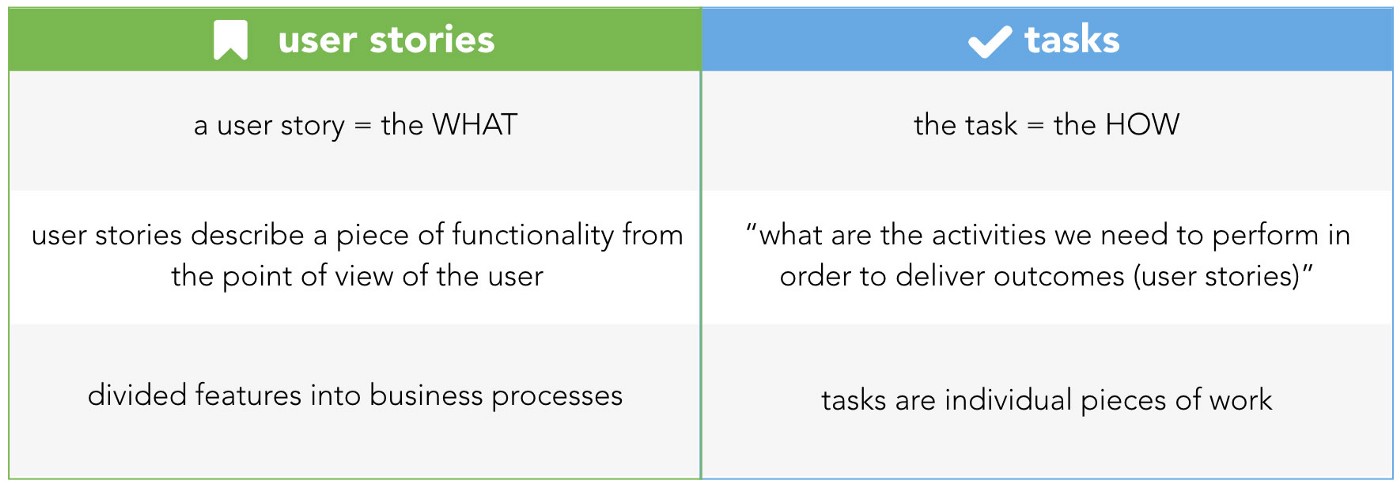 user stories
tasks
a user story = the WHAT
the task = the HOW
user stories describe a piece of functionality from
the point of view of the user
"what are the activities we need to perform in
order to deliver outcomes (user stories)"
divided features into business processes
tasks are individual pieces of work